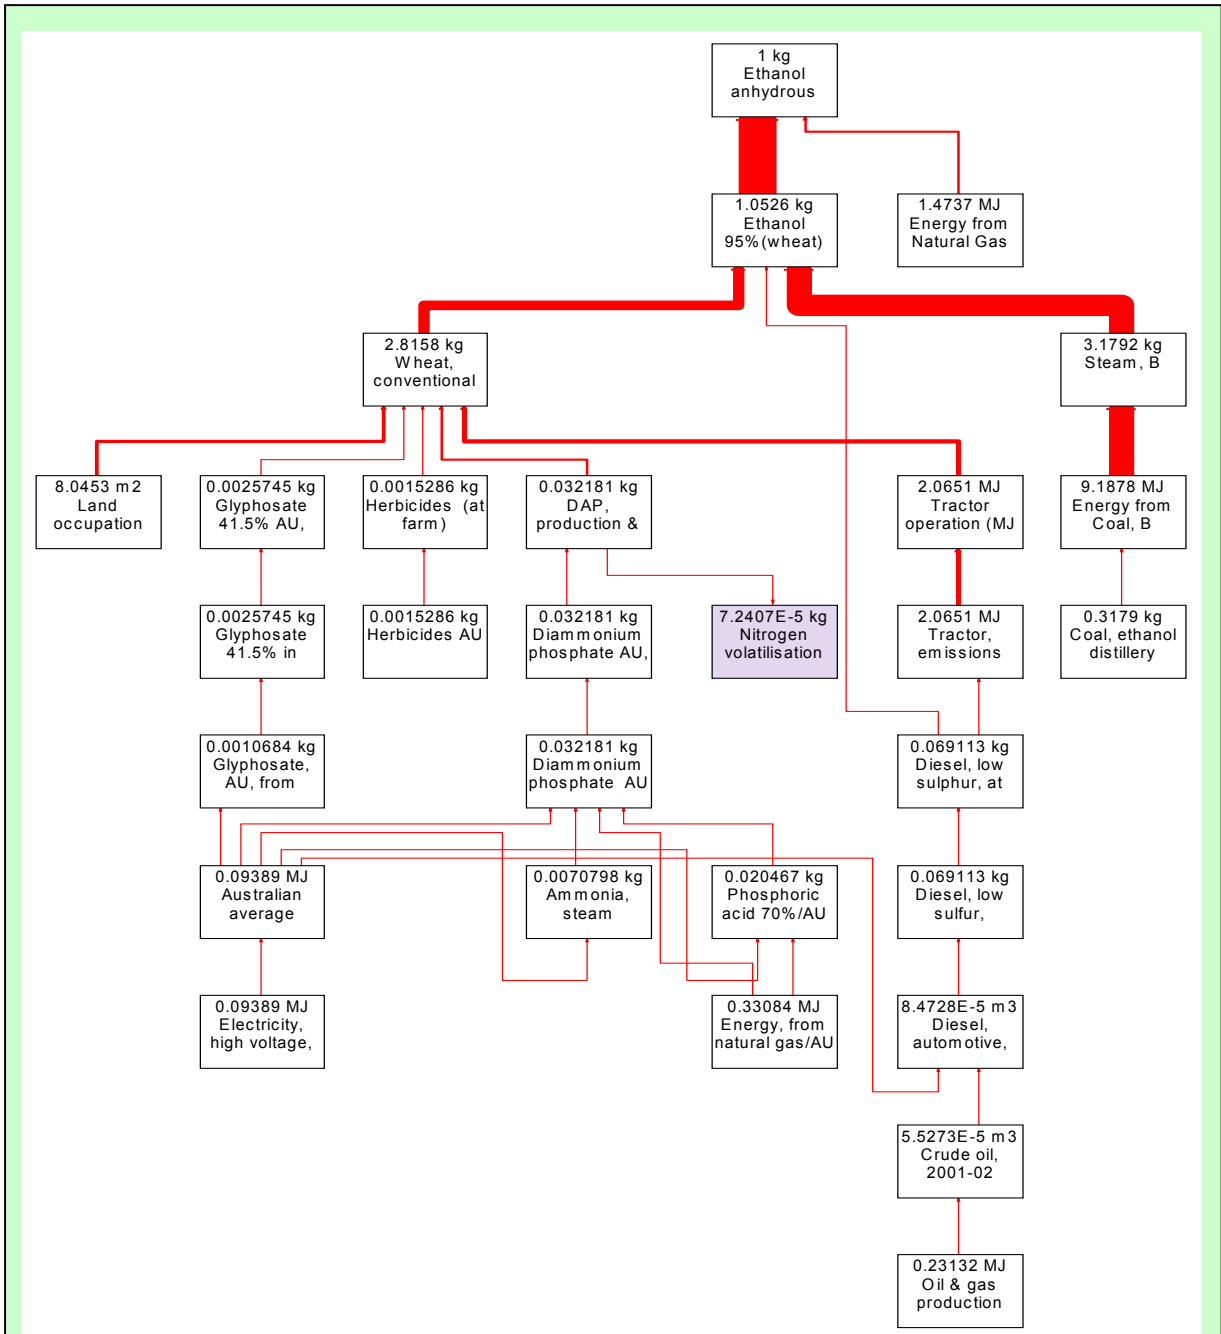 1 kg
Ethanol
anhydrous
1.0526 kg
Ethanol
95%(wheat)
1.4737 MJ
Energy from
Natural Gas
2.8158 kg
Wheat,
conventional
3.1792 kg
Steam, B
8.0453 m2
Land
occupation
0.0025745 kg
Glyphosate
41.5% AU,
0.0015286 kg
Herbicides (at
farm)
0.032181 kg
DAP,
production &
2.0651 MJ
Tractor
operation (MJ
9.1878 MJ
Energy from
Coal, B
0.0025745 kg
Glyphosate
41.5% in
0.0015286 kg
Herbicides AU
0.032181 kg
Diammonium
phosphate AU,
7.2407E-5 kg
Nitrogen
volatilisation
2.0651 MJ
Tractor,
emissions
0.3179 kg
Coal, ethanol
distillery
0.0010684 kg
Glyphosate,
AU, from
0.032181 kg
Diammonium
phosphate AU
0.069113 kg
Diesel, low
sulphur, at
0.09389 MJ
Australian
average
0.0070798 kg
Ammonia,
steam
0.020467 kg
Phosphoric
acid 70%/AU
0.069113 kg
Diesel, low
sulfur,
0.09389 MJ
Electricity,
high voltage,
0.33084 MJ
Energy, from
natural gas/AU
8.4728E-5 m3
Diesel,
automotive,
5.5273E-5 m3
Crude oil,
2001-02
0.23132 MJ
Oil & gas
production